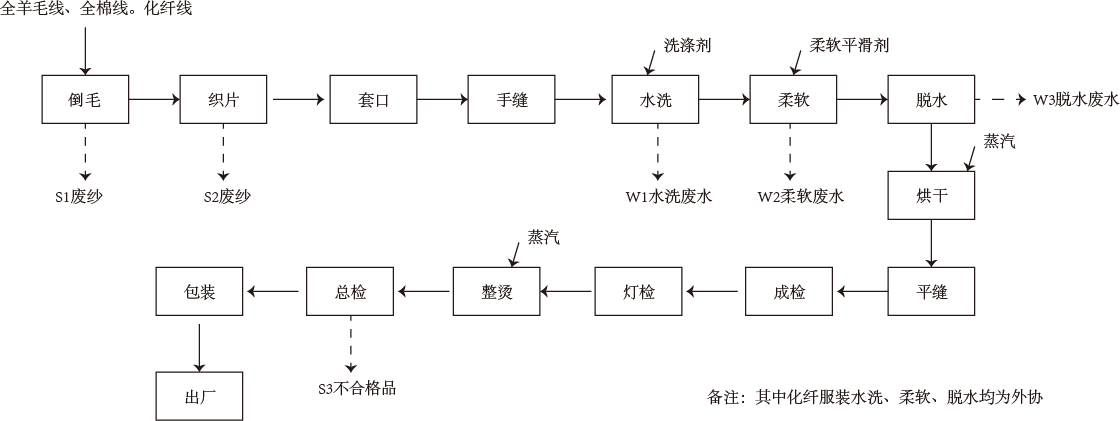 全羊毛线、全棉线。化纤线
洗涤剂
柔软平滑剂
倒毛
织片
套口
手缝
水洗
柔软
脱水
W3脱水废水
蒸汽
S1废纱
S2废纱
W1水洗废水
W2柔软废水
烘干
蒸汽
包装
总检
整烫
灯检
成检
平缝
S3不合格品
出厂
备注：其中化纤服装水洗、柔软、脱水均为外协